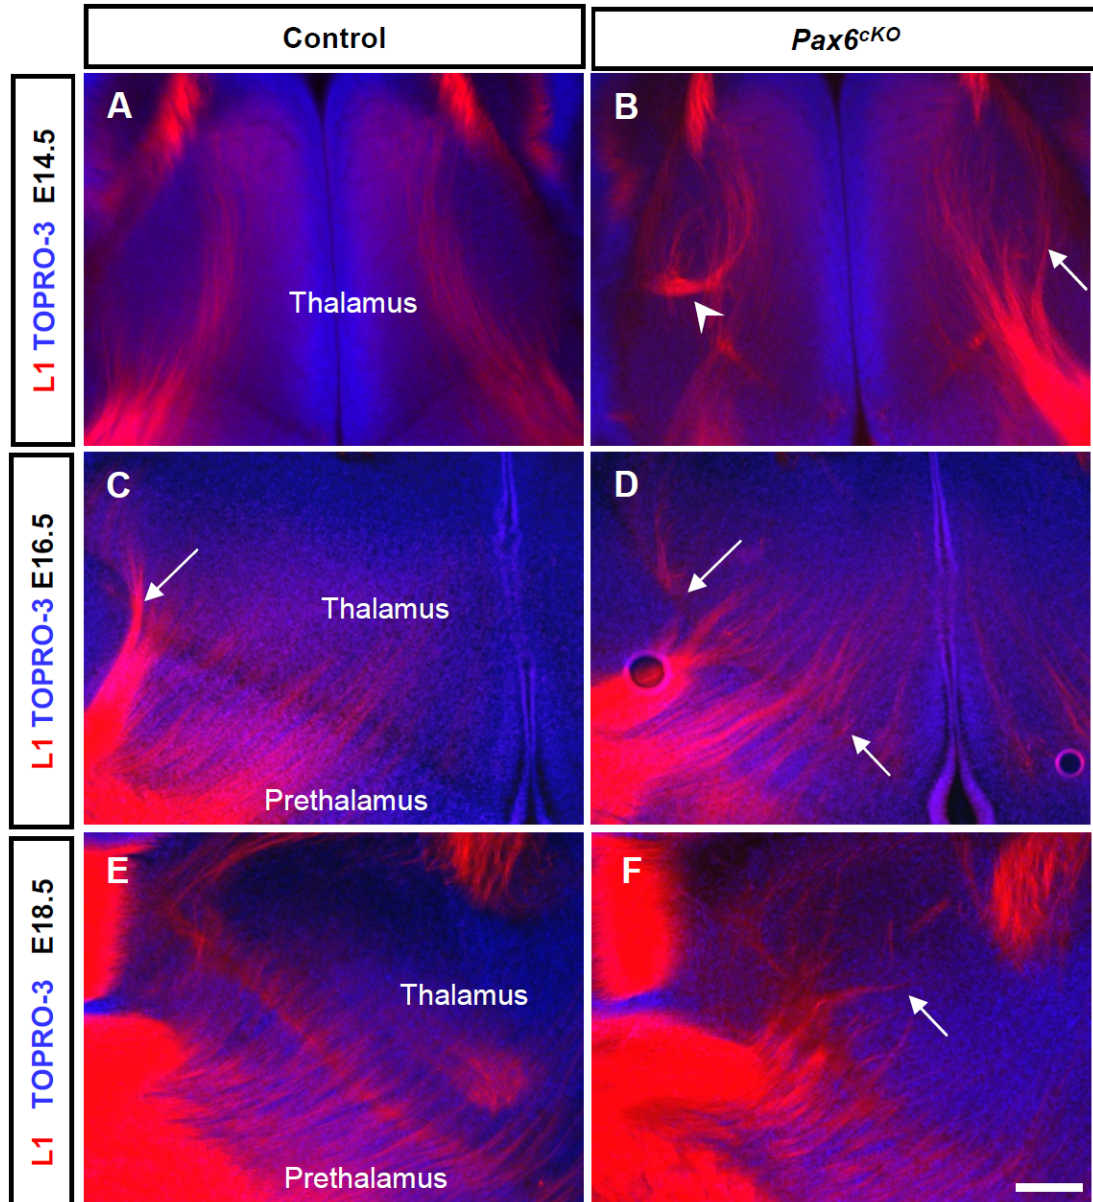 Control
Pax6cKO
L1 TOPRO-3 E14.5
A
Thalamus
B
L1 TOPRO-3 E16.5
C
Thalamus
Prethalamus
D
L1 TOPRO-3 E18.5
E
Thalamus
Prethalamus
F